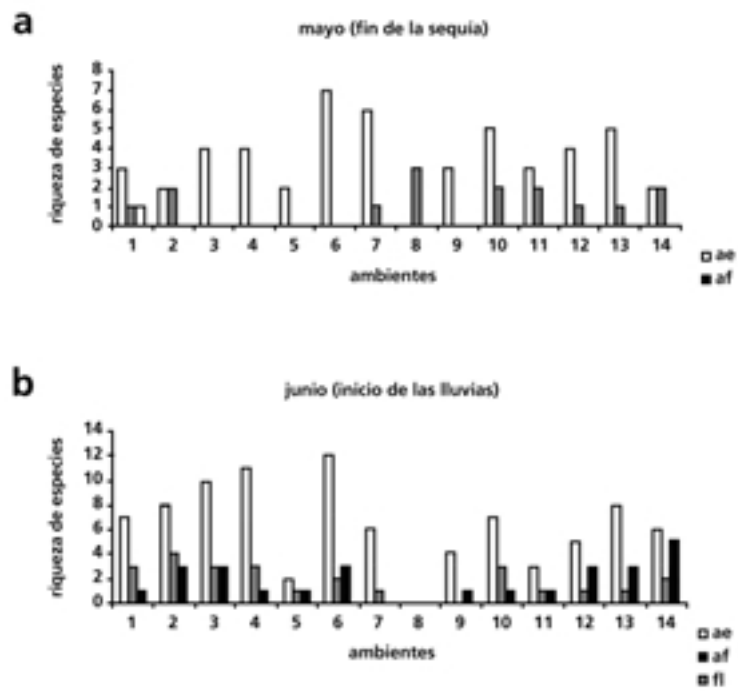 a
mayo (fin de la sequía)
riqueza de especies
8
7
6
5
4
3
2
1
0
1 2 3 4 5 6 7 8 9 10 11 12 13 14
ambientes
ae
af
b
junio (inicio de las lluvias)
riqueza de especies
14
12
10
8
6
4
2
0
1 2 3 4 5 6 7 8 9 10 11 12 13 14
ambientes
ae
af
fl